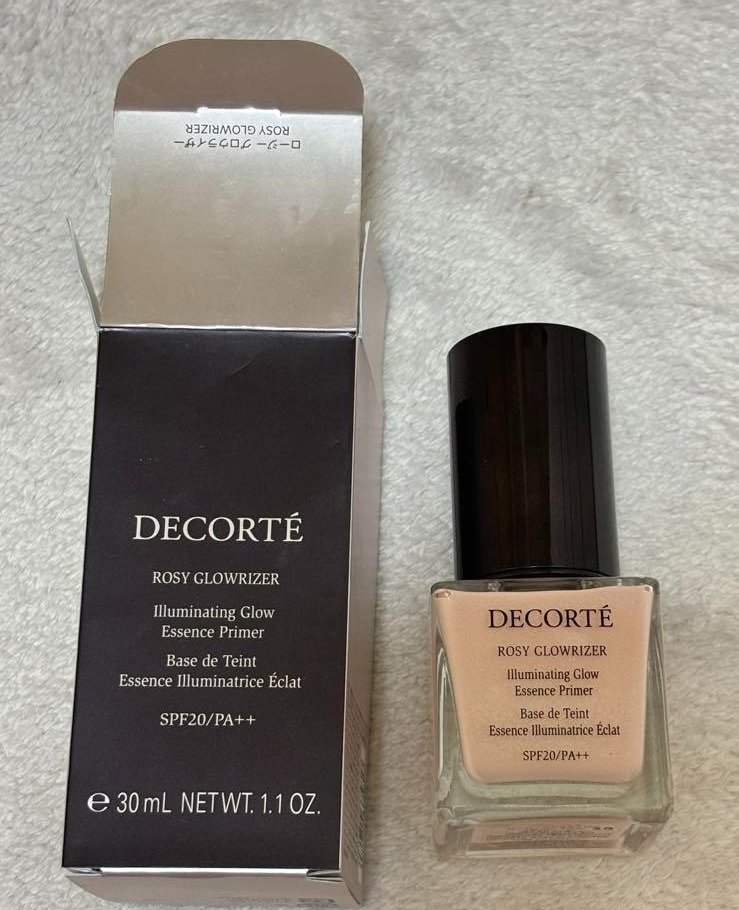 ロージー グロウライザー
ROSY GLOWRIZER
DECORTÉ
ROSY GLOWRIZER
Illuminating Glow
Essence Primer
Base de Teint
Essence Illuminatrice Éclat
SPF20/PA++
℮ 30 mL NET WT. 1.1 OZ.
DECORTÉ
ROSY GLOWRIZER
Illuminating Glow
Essence Primer
Base de Teint
Essence Illuminatrice Éclat
SPF20/PA++